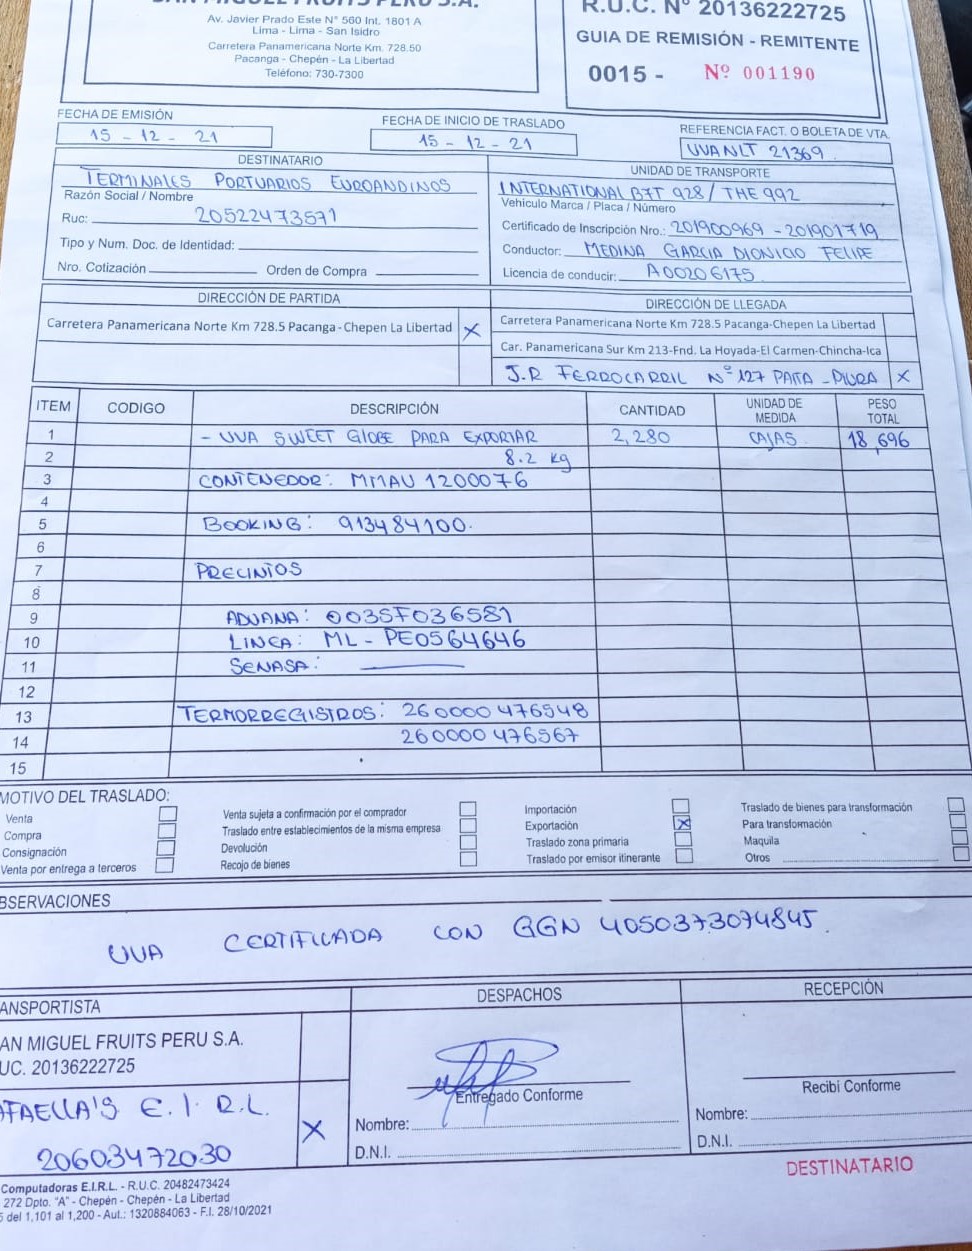 SAN MIGUEL FRUITS PERU S.A.
Av. Javier Prado Este N° 560 Int. 1801 A
Lima - Lima - San Isidro
Carretera Panamericana Norte Km. 728.50
Pacanga - Chepén - La Libertad
Teléfono: 730-7300
R.U.C. N° 20136222725
GUIA DE REMISIÓN - REMITENTE
0015 - Nº 001190
FECHA DE EMISIÓN
15 - 12 - 21
FECHA DE INICIO DE TRASLADO
15 - 12 - 21
REFERENCIA FACT. O BOLETA DE VTA.
UVANLT 21369
DESTINATARIO
TERMINALES PORTUARIOS EUROANDINOS
Razón Social / Nombre
Ruc: 20522473571
Tipo y Num. Doc. de Identidad:
Nro. Cotización Orden de Compra
UNIDAD DE TRANSPORTE
INTERNATIONAL B7T 928 / THE 992
Vehículo Marca / Placa / Número
Certificado de Inscripción Nro.: 201900969 - 201901719
Conductor: MEDINA GARCIA DIONICIO FELIPE
Licencia de conducir: A00206175
DIRECCIÓN DE PARTIDA
Carretera Panamericana Norte Km 728.5 Pacanga-Chepen La Libertad X
DIRECCIÓN DE LLEGADA
Carretera Panamericana Norte Km 728.5 Pacanga-Chepen La Libertad
Car. Panamericana Sur Km 213-Fnd. La Hoyada-El Carmen-Chincha-Ica
J.R FERROCARRIL Nº 127 PAITA - PIURA X
ITEM CODIGO DESCRIPCIÓN CANTIDAD UNIDAD DE MEDIDA PESO TOTAL
1 - UVA SWEET GLOBE PARA EXPORTAR 2,280 CAJAS 18,696
2 8.2 kg
3 CONTENEDOR: MMAU 1200076
4
5 BOOKING: 913484100.
6
7 PRECINTOS
8
9 ADUANA: 003SF036581
10 LINEA: ML - PE0564646
11 SENASA:
12
13 TERMORREGISTROS: 260000476548
14 260000476567
15
MOTIVO DEL TRASLADO:
Venta
Compra
Consignación
Venta por entrega a terceros
Venta sujeta a confirmación por el comprador
Traslado entre establecimientos de la misma empresa
Devolución
Recojo de bienes
Importación
Exportación X
Traslado zona primaria
Traslado por emisor itinerante
Traslado de bienes para transformación
Para transformación
Maquila
Otros
BSERVACIONES
UVA CERTIFICADA CON GGN 4050373074845.
ANSPORTISTA
AN MIGUEL FRUITS PERU S.A.
UC. 20136222725
AFAELLA'S E.I.R.L.
20603472030 X
DESPACHOS
Entregado Conforme
Nombre:
D.N.I.
RECEPCIÓN
Recibi Conforme
Nombre:
D.N.I.
DESTINATARIO
Computadoras E.I.R.L. - R.U.C. 20482473424
272 Dpto. "A" - Chepén - Chepén - La Libertad
5 del 1,101 al 1,200 - Aut.: 1320884063 - F.I. 28/10/2021